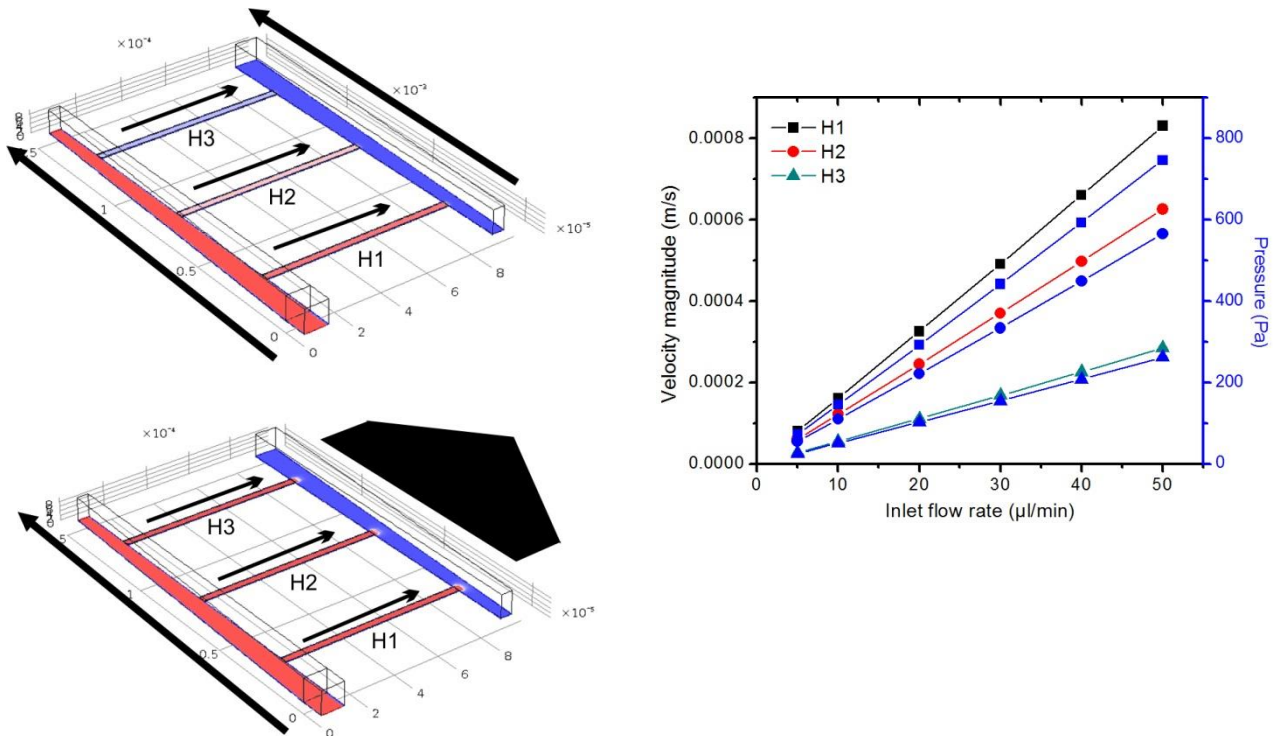 ×10⁻⁴
×10⁻³
5
H3
H2
1
H1
×10⁻⁵
0.5
8
6
4
2
0
0
×10⁻⁴
5
H3
H2
1
H1
×10⁻⁵
0.5
8
6
4
2
0
0
H1
H2
H3
0.0008
0.0006
0.0004
0.0002
0.0000
Velocity magnitude (m/s)
800
600
400
200
0
Pressure (Pa)
0 10 20 30 40 50
Inlet flow rate (µl/min)